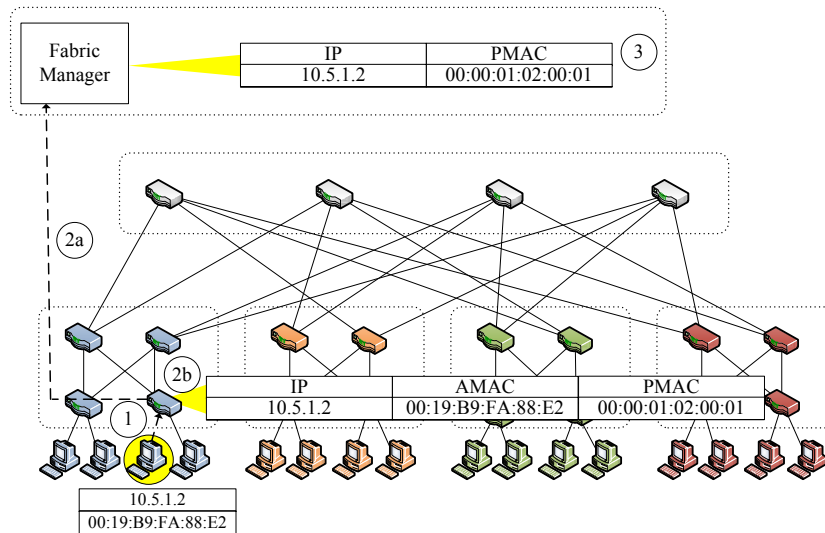 Fabric
Manager
IP PMAC
10.5.1.2 00:00:01:02:00:01
3
2a
2b
IP AMAC PMAC
10.5.1.2 00:19:B9:FA:88:E2 00:00:01:02:00:01
1
10.5.1.2
00:19:B9:FA:88:E2